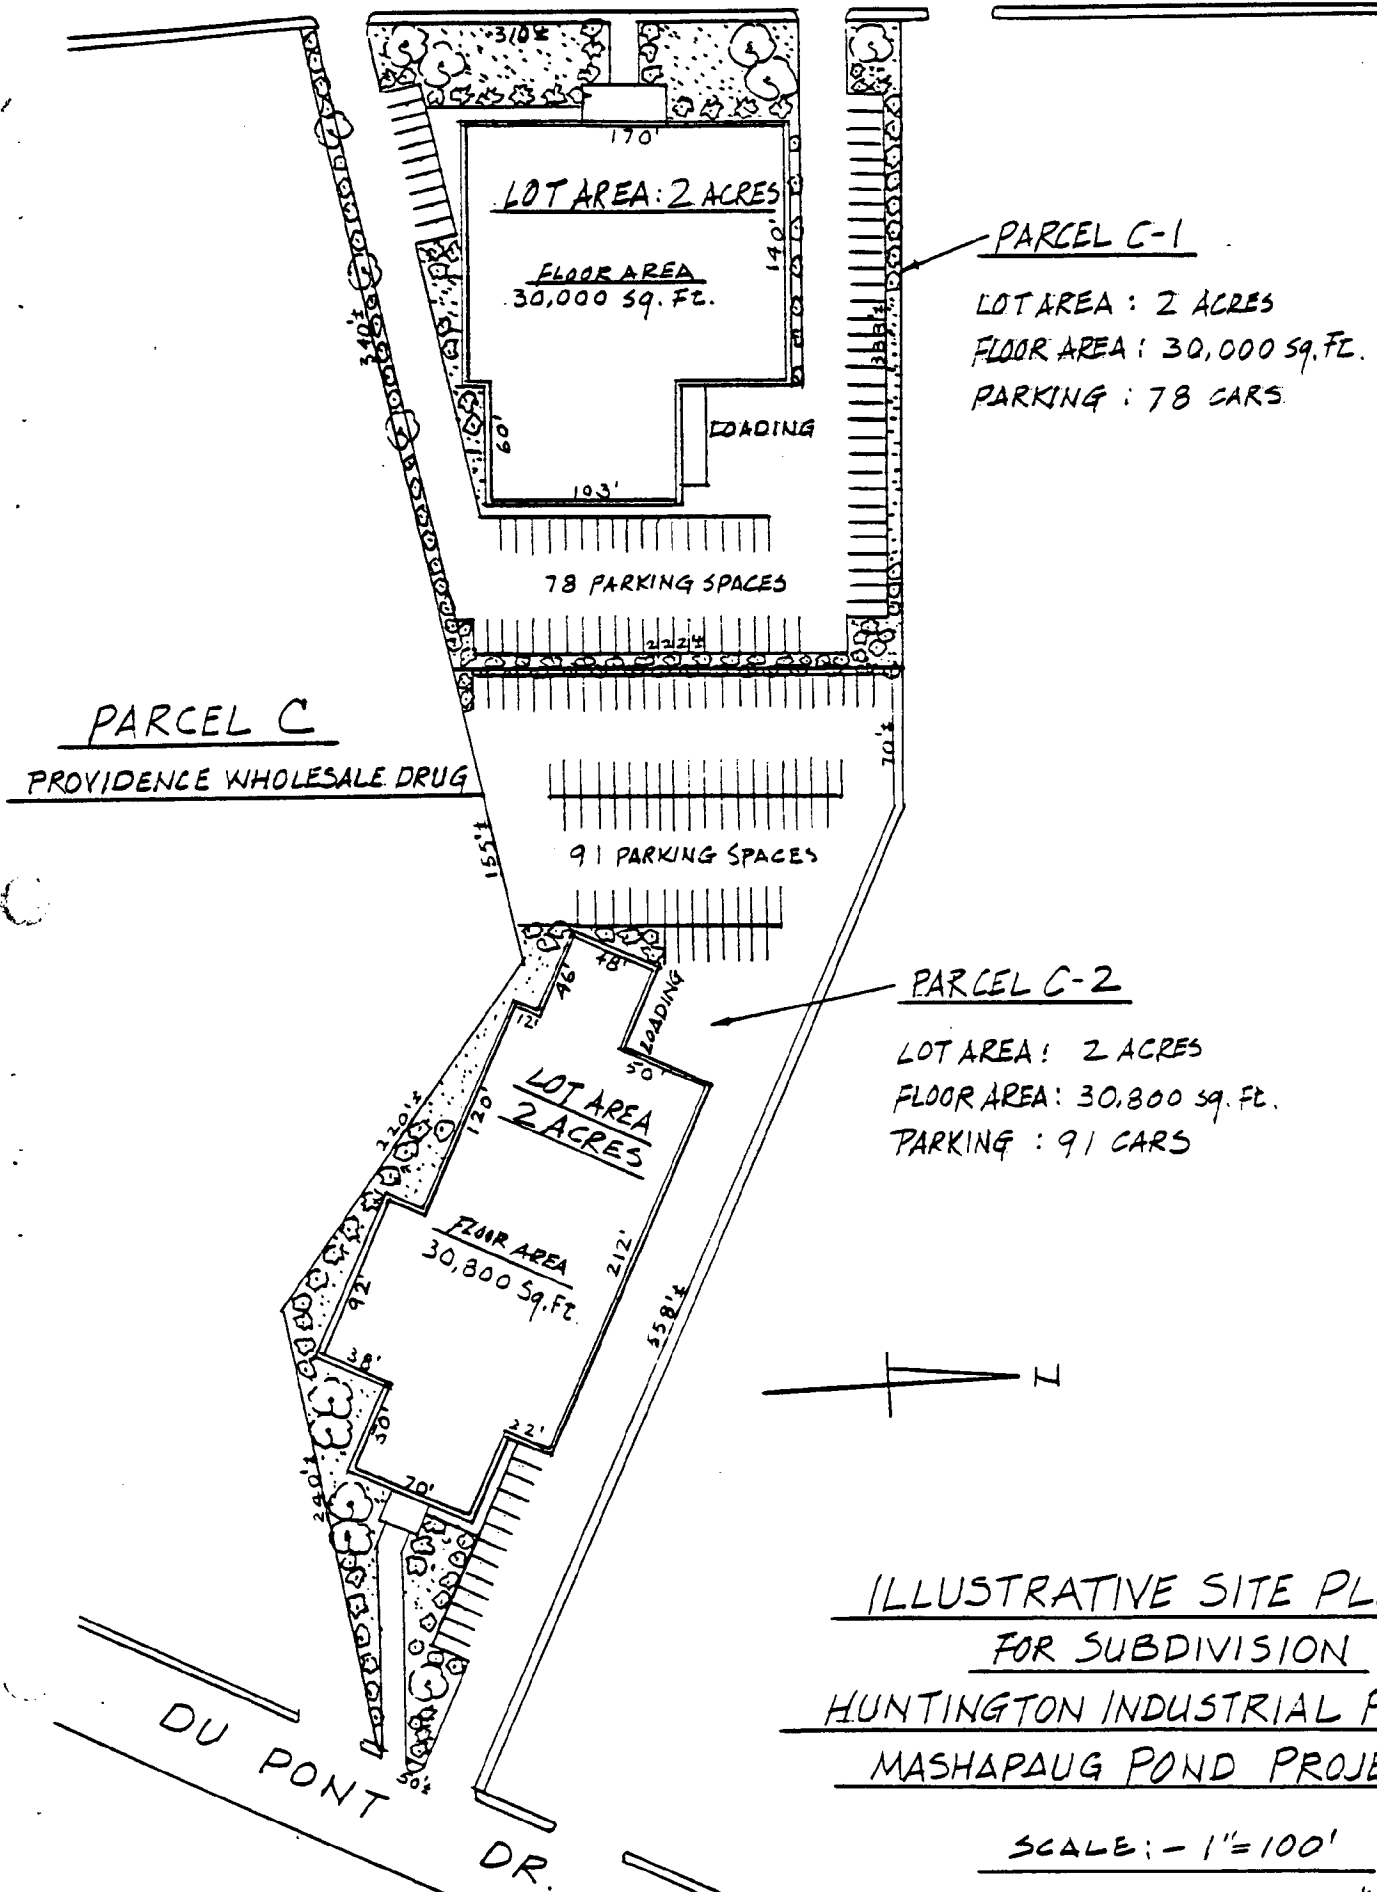 310'±
170'
LOT AREA: 2 ACRES
140'
FLOOR AREA
30,000 Sq. Ft.
340'±
388'±
60'
LOADING
103'
78 PARKING SPACES
222'±
PARCEL C-1
LOT AREA : 2 ACRES
FLOOR AREA : 30,000 Sq. Ft.
PARKING : 78 CARS
PARCEL C
PROVIDENCE WHOLESALE DRUG
70'±
155'±
91 PARKING SPACES
48'
46'
12'
LOADING
50'
PARCEL C-2
LOT AREA : 2 ACRES
FLOOR AREA : 30,800 Sq. Ft.
PARKING : 91 CARS
LOT AREA
2 ACRES
120'
220'±
FLOOR AREA
30,800 Sq. Ft.
212'
92'
558'±
38'
50'
22'
70'
240'±
50'±
N
DU PONT DR.
ILLUSTRATIVE SITE PL
FOR SUBDIVISION
HUNTINGTON INDUSTRIAL P
MASHAPAUG POND PROJE
SCALE: - 1"=100'